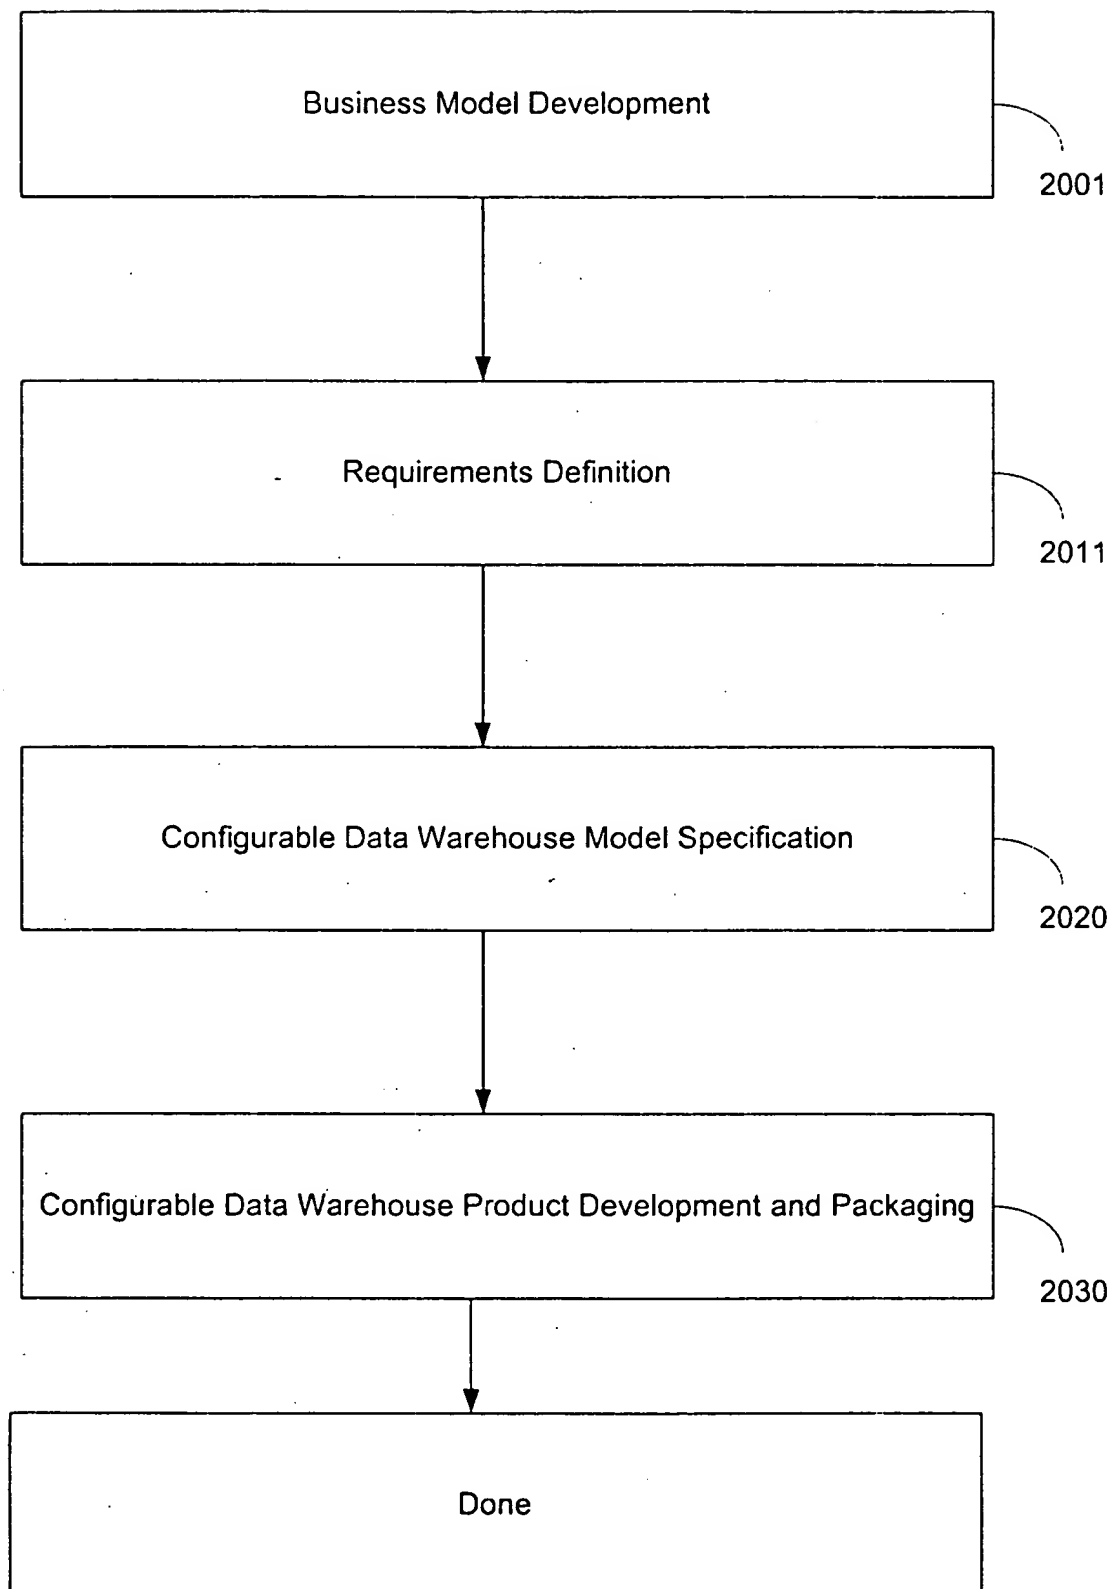 Business Model Development
2001
Requirements Definition
2011
Configurable Data Warehouse Model Specification
2020
Configurable Data Warehouse Product Development and Packaging
2030
Done